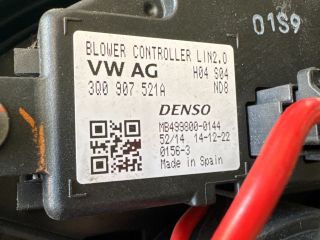 01S9
BLOWER CONTROLLER LIN2.0
VW AG H04 S04
3Q0 907 521A ND8
DENSO
MB499800-0144
52/14 14-12-22
0156-3
Made in Spain